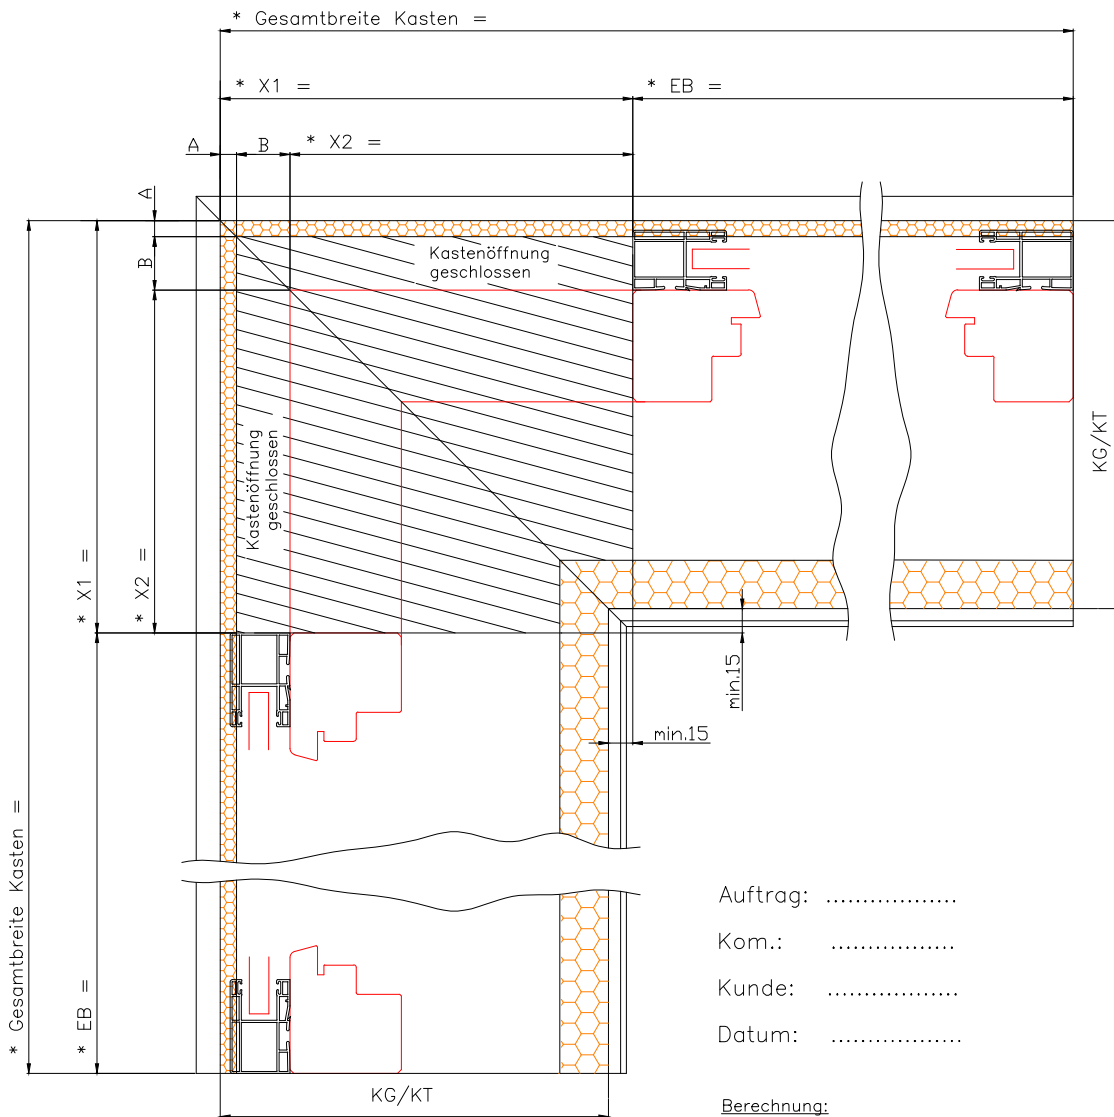 * Gesamtbreite Kasten =
* X1 =
* EB =
A
B
* X2 =
A
B
Kastenöffnung
geschlossen
KG/KT
Kastenöffnung
geschlossen
* X1 =
* X2 =
min.15
min.15
* Gesamtbreite Kasten =
* EB =
Auftrag: ..................
Kom.: .................
Kunde: ..................
Datum: ..................
KG/KT
Berechnung: